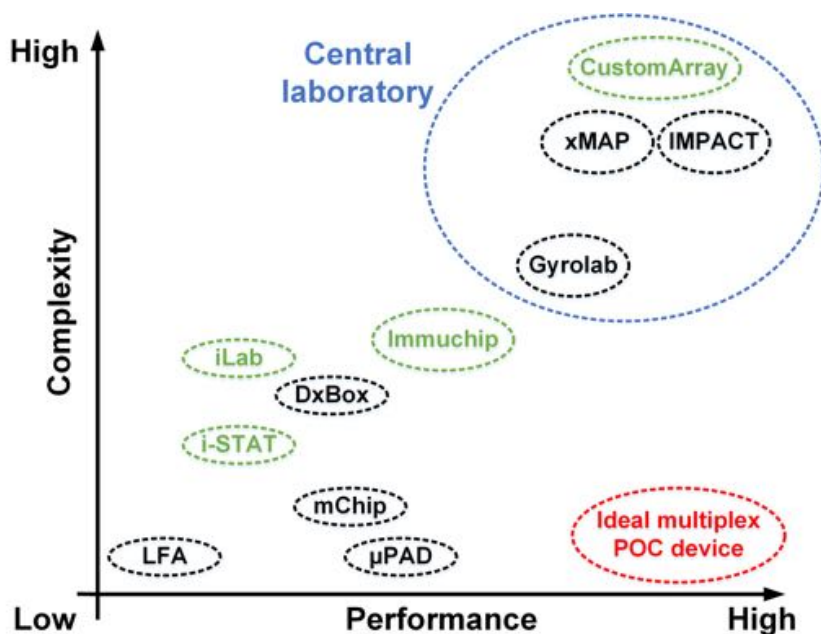 High
Central
laboratory
CustomArray
xMAP
IMPACT
Gyrolab
Complexity
Immuchip
iLab
DxBox
i-STAT
mChip
Ideal multiplex
POC device
LFA
µPAD
Low
Performance
High